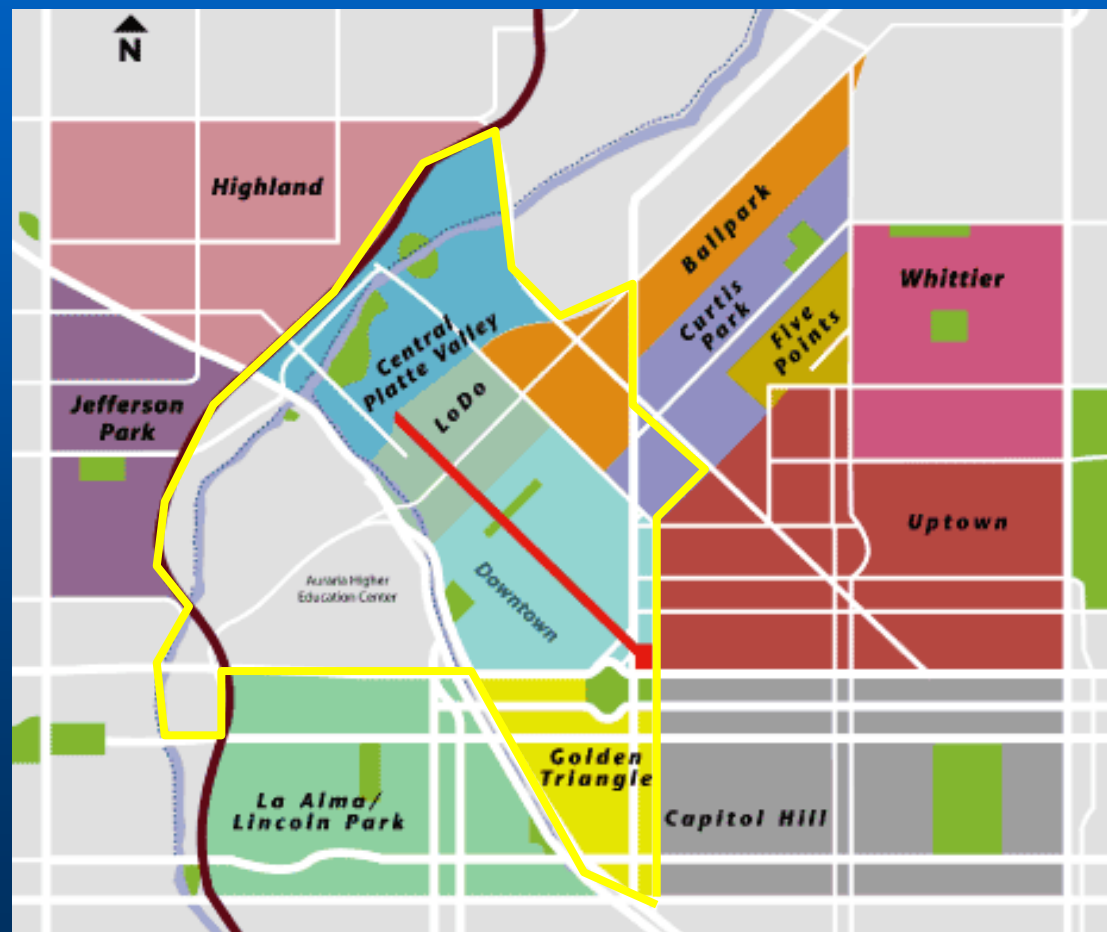 N
Highland
Ballpark
Curtis
Park
Five
Points
Whittier
Central
Platte Valley
LoDo
Jefferson
Park
Uptown
Auraria Higher
Education Center
Downtown
Golden
Triangle
La Alma/
Lincoln Park
Capitol Hill